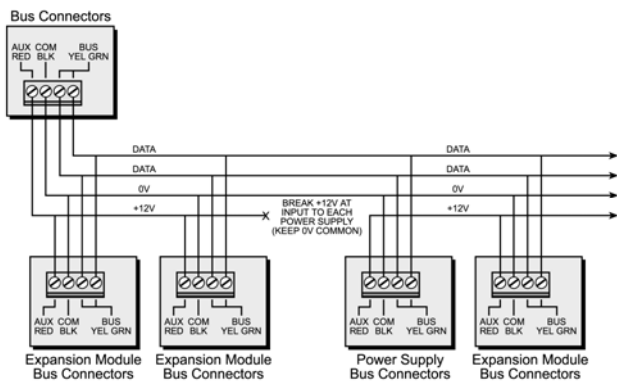 Bus Connectors
AUX COM BUS
RED BLK YEL GRN
DATA DATA
DATA DATA
0V 0V
+12V +12V
BREAK +12V AT
INPUT TO EACH
POWER SUPPLY
(KEEP 0V COMMON)
X
AUX COM BUS
RED BLK YEL GRN
AUX COM BUS
RED BLK YEL GRN
AUX COM BUS
RED BLK YEL GRN
AUX COM BUS
RED BLK YEL GRN
Expansion Module
Bus Connectors
Expansion Module
Bus Connectors
Power Supply
Bus Connectors
Expansion Module
Bus Connectors